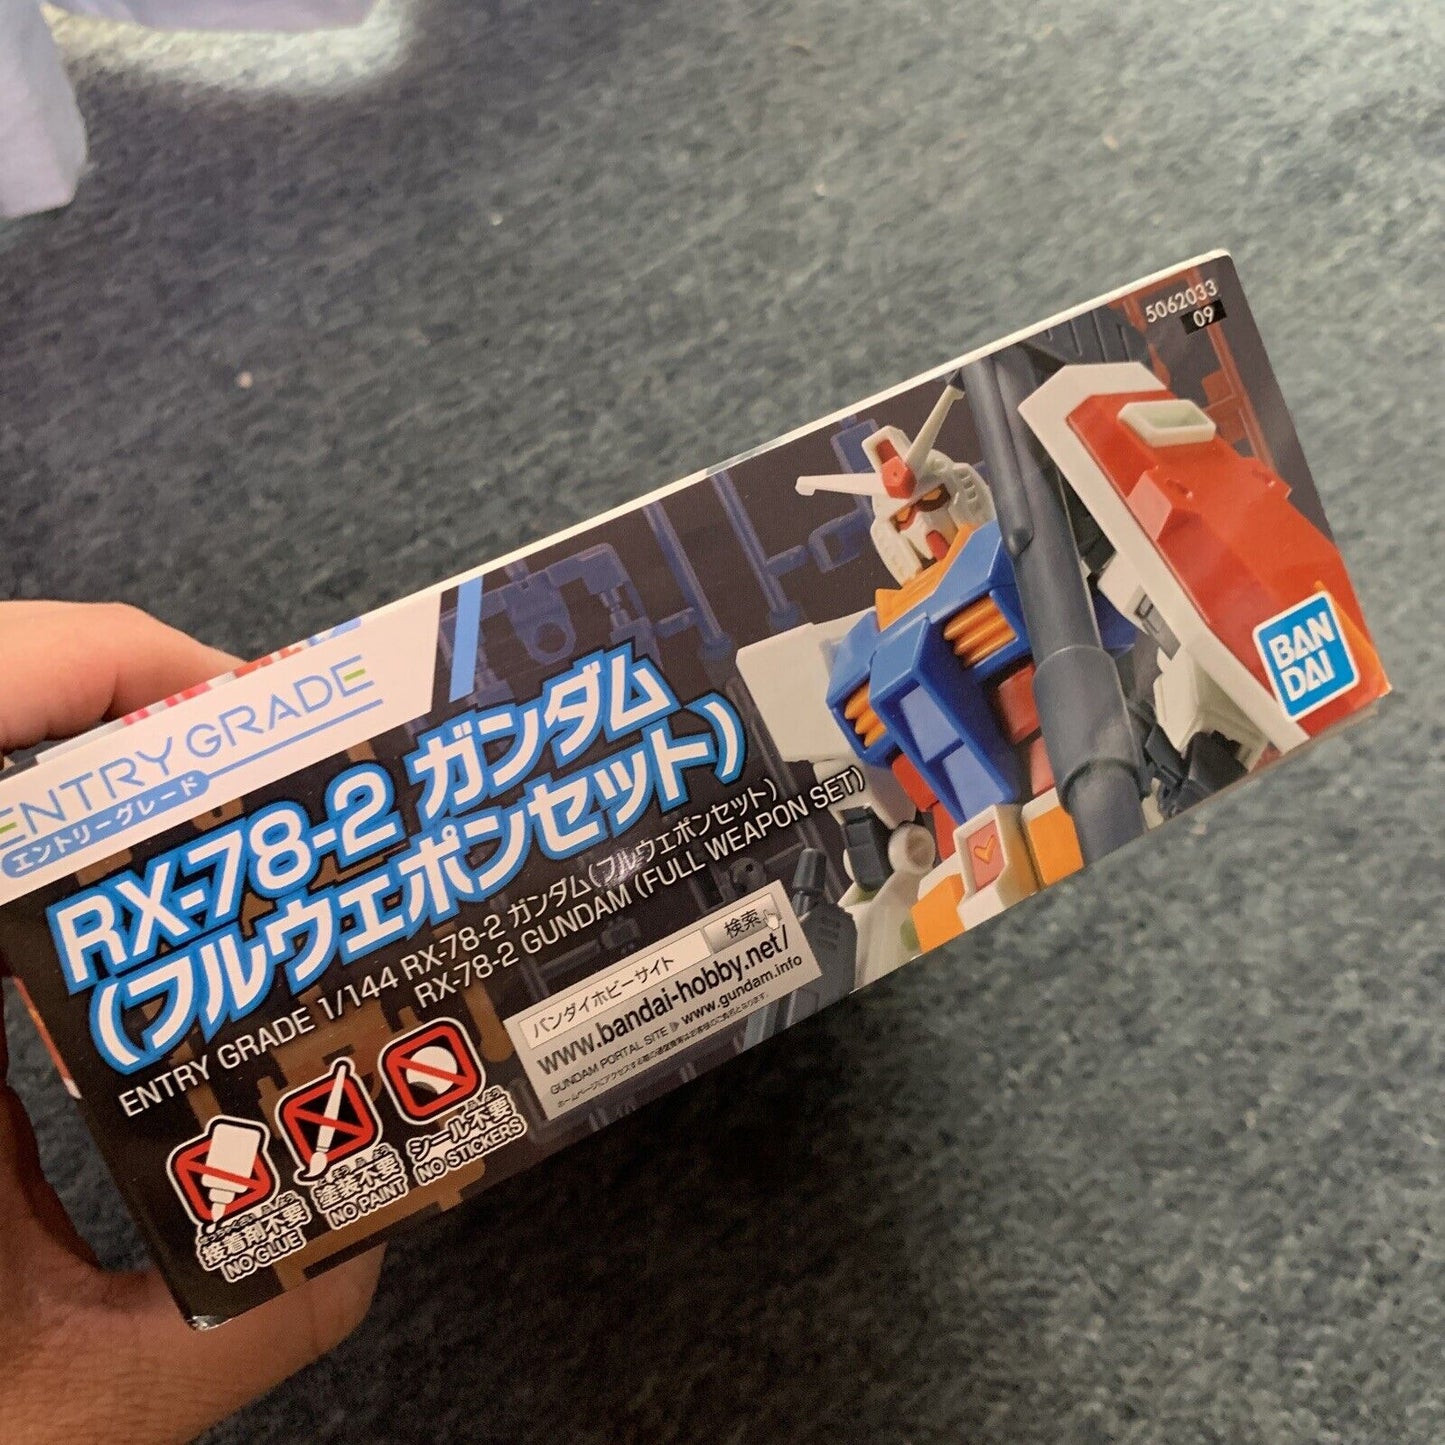 5062033
09
ENTRY GRADE
エントリーグレード
RX-78-2 ガンダム
(フルウェポンセット)
ENTRY GRADE 1/144 RX-78-2 ガンダム(フルウェポンセット)
RX-78-2 GUNDAM (FULL WEAPON SET)
BAN
DAI
バンダイホビーサイト 検索
www.bandai-hobby.net/
GUNDAM PORTAL SITE www.gundam.info
接着剤不要
NO GLUE
塗装不要
NO PAINT
シール不要
NO STICKERS